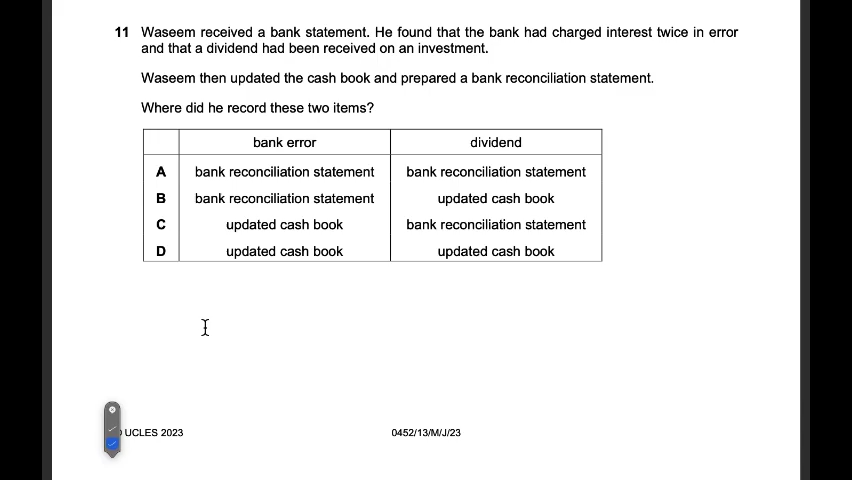 11 Waseem received a bank statement. He found that the bank had charged interest twice in error
and that a dividend had been received on an investment.
Waseem then updated the cash book and prepared a bank reconciliation statement.
Where did he record these two items?
bank error dividend
A bank reconciliation statement bank reconciliation statement
B bank reconciliation statement updated cash book
C updated cash book bank reconciliation statement
D updated cash book updated cash book
UCLES 2023 0452/13/M/J/23